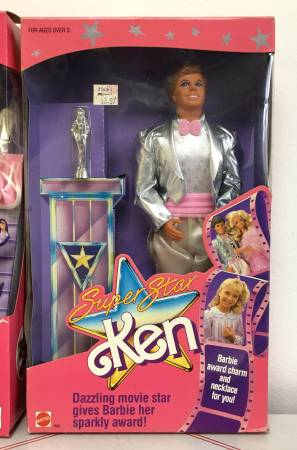 FOR AGES OVER 3
Super Star
Ken
Barbie
award charm
and
necklace
for you!
Dazzling movie star
gives Barbie her
sparkly award!
MATTEL